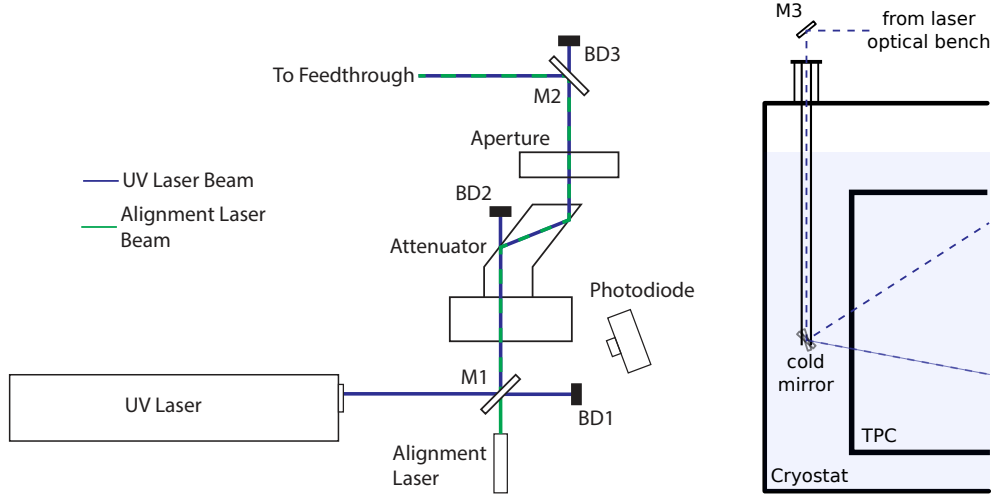 M3
from laser
optical bench
BD3
To Feedthrough
M2
Aperture
UV Laser Beam
BD2
Alignment Laser
Beam
Attenuator
Photodiode
cold
mirror
M1
UV Laser
BD1
TPC
Alignment
Laser
Cryostat